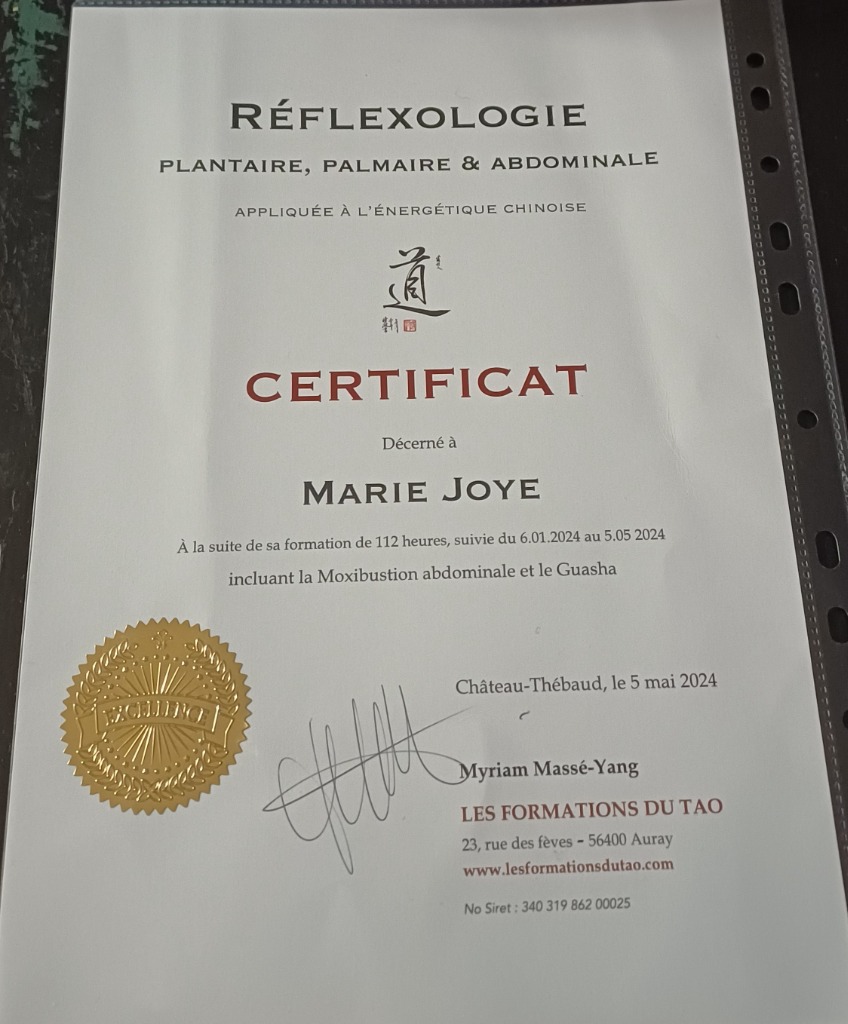 RÉFLEXOLOGIE
PLANTAIRE, PALMAIRE & ABDOMINALE
APPLIQUÉE À L'ÉNERGÉTIQUE CHINOISE
道
CERTIFICAT
Décerné à
MARIE JOYE
À la suite de sa formation de 112 heures, suivie du 6.01.2024 au 5.05 2024
incluant la Moxibustion abdominale et le Guasha
EXCELLENCE
Château-Thébaud, le 5 mai 2024
Myriam Massé-Yang
LES FORMATIONS DU TAO
23, rue des fèves – 56400 Auray
www.lesformationsdutao.com
No Siret : 340 319 862 00025